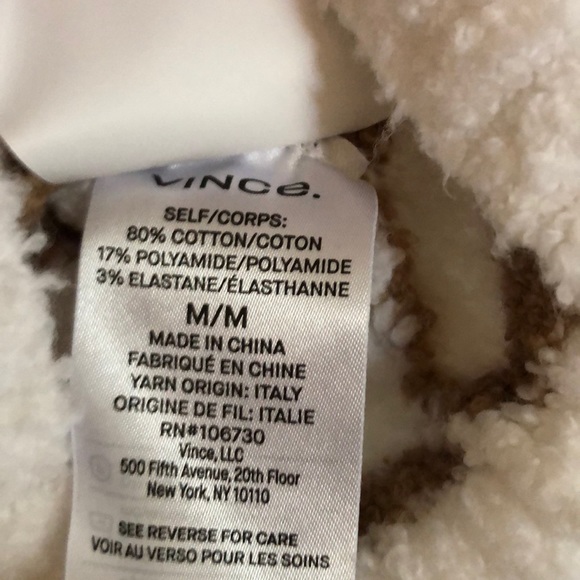 VINCE.
SELF/CORPS:
80% COTTON/COTON
17% POLYAMIDE/POLYAMIDE
3% ELASTANE/ÉLASTHANNE
M/M
MADE IN CHINA
FABRIQUÉ EN CHINE
YARN ORIGIN: ITALY
ORIGINE DE FIL: ITALIE
RN#106730
Vince, LLC
500 Fifth Avenue, 20th Floor
New York, NY 10110
SEE REVERSE FOR CARE
VOIR AU VERSO POUR LES SOINS